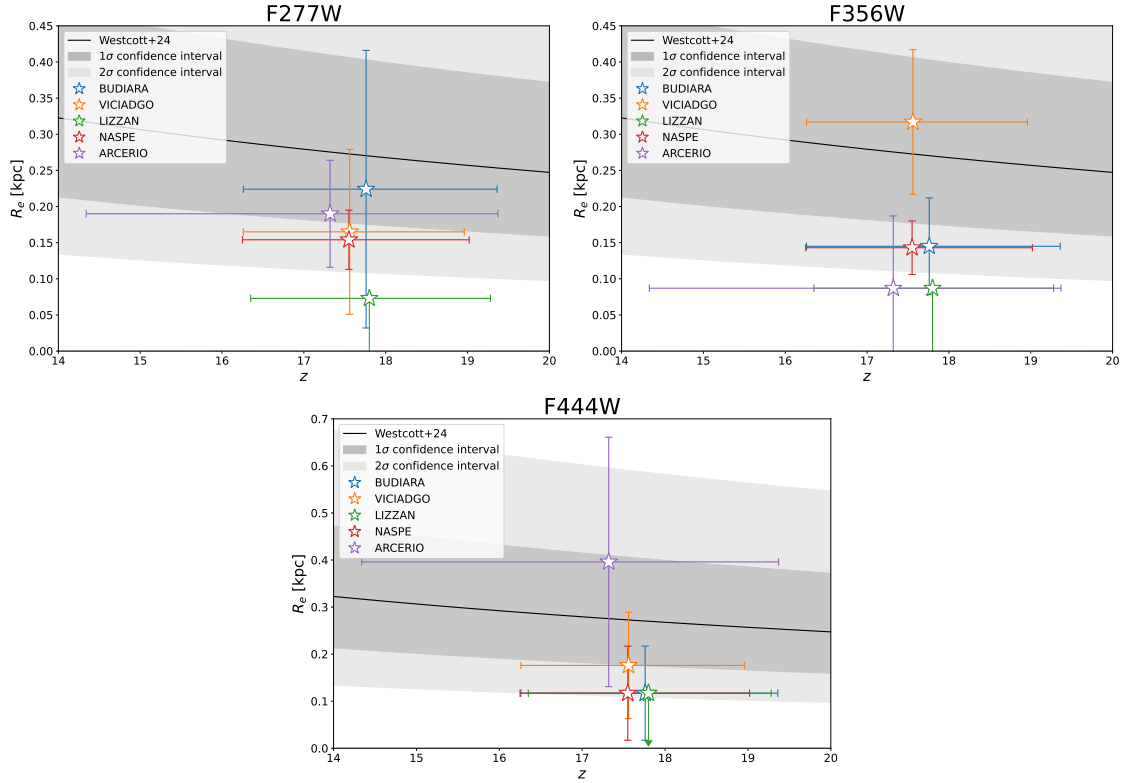 F277W
0.45
0.40
0.35
0.30
0.25
0.20
0.15
0.10
0.05
0.00
R_e [kpc]
Westcott+24
1σ confidence interval
2σ confidence interval
BUDIARA
VICIADGO
LIZZAN
NASPE
ARCERIO
14 15 16 17 18 19 20
z
F356W
0.45
0.40
0.35
0.30
0.25
0.20
0.15
0.10
0.05
0.00
R_e [kpc]
Westcott+24
1σ confidence interval
2σ confidence interval
BUDIARA
VICIADGO
LIZZAN
NASPE
ARCERIO
14 15 16 17 18 19 20
z
F444W
0.7
0.6
0.5
0.4
0.3
0.2
0.1
0.0
R_e [kpc]
Westcott+24
1σ confidence interval
2σ confidence interval
BUDIARA
VICIADGO
LIZZAN
NASPE
ARCERIO
14 15 16 17 18 19 20
z